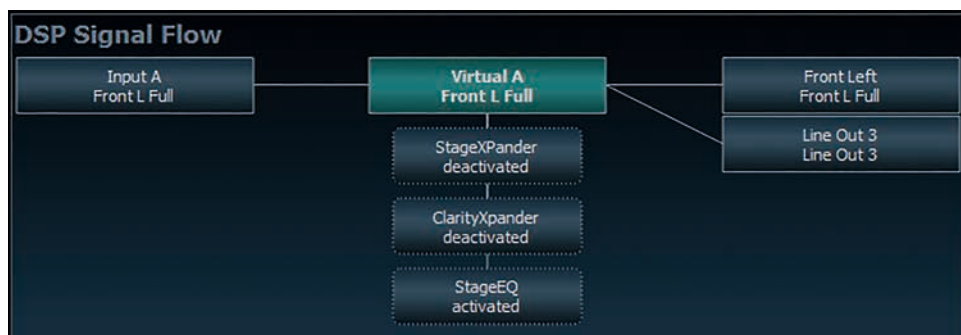 DSP Signal Flow
Input A
Front L Full
Virtual A
Front L Full
Front Left
Front L Full
Line Out 3
Line Out 3
StageXPander
deactivated
ClarityXpander
deactivated
StageEQ
activated